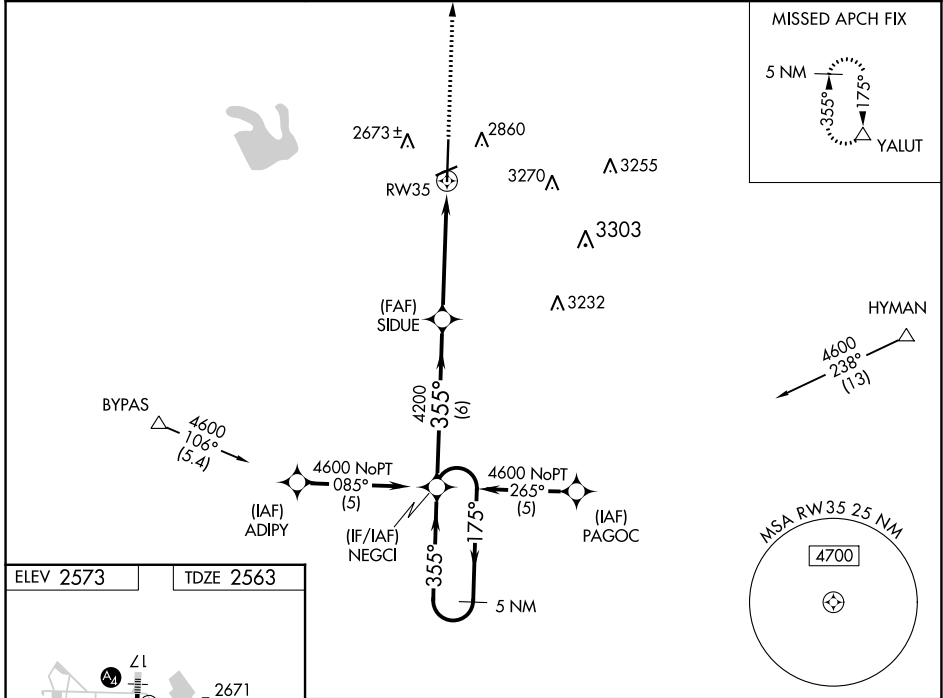 MISSED APCH FIX
5 NM
355°
175°
YALUT
2673±
2860
3270
3255
RW35
3303
3232
(FAF)
SIDUE
HYMAN
4600
238°
(13)
4200
355°
(6)
BYPAS
4600
106°
(5.4)
4600 NoPT
085°
(5)
4600 NoPT
265°
(5)
(IAF)
ADIPY
(IF/IAF)
NEGCI
(IAF)
PAGOC
355°
175°
5 NM
MSA RW35 25 NM
4700
ELEV 2573
TDZE 2563
17
A4
2671